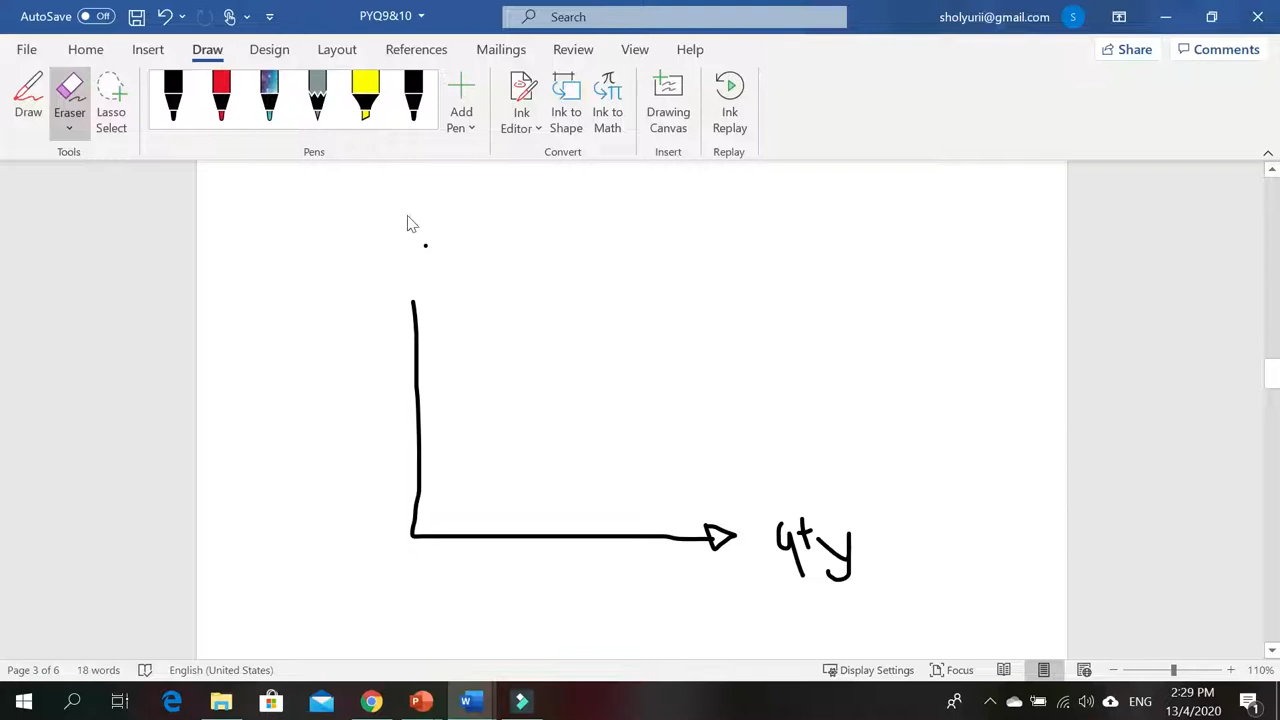 AutoSave Off PYQ9&10 Search sholyurii@gmail.com S
File Home Insert Draw Design Layout References Mailings Review View Help Share Comments
Draw Eraser Lasso Select Add Pen Ink Editor Ink to Shape Ink to Math Drawing Canvas Ink Replay
Tools Pens Convert Insert Replay
qty
Page 3 of 6 18 words English (United States) Display Settings Focus 110%
ENG 2:29 PM
13/4/2020 1